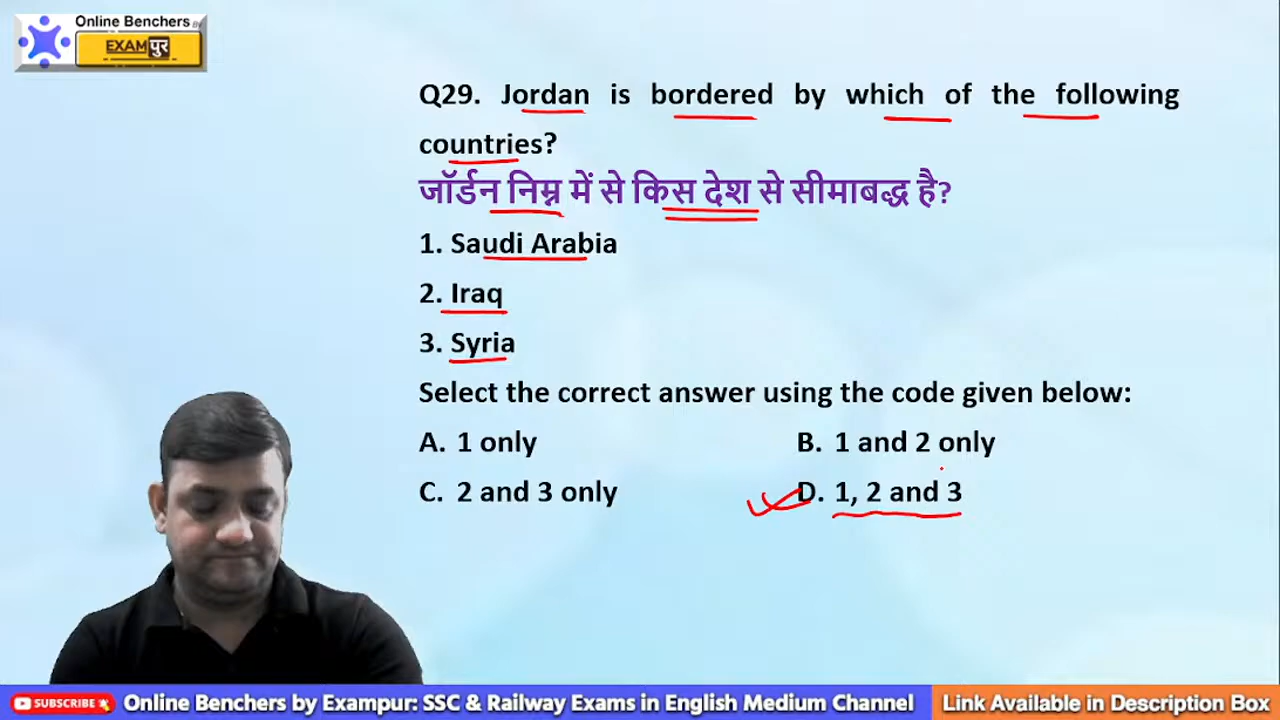 Online Benchers By
EXAMपुर
Q29. Jordan is bordered by which of the following
countries?
जॉर्डन निम्न में से किस देश से सीमाबद्ध है?
1. Saudi Arabia
2. Iraq
3. Syria
Select the correct answer using the code given below:
A. 1 only B. 1 and 2 only
C. 2 and 3 only D. 1, 2 and 3
SUBSCRIBE Online Benchers by Exampur: SSC & Railway Exams in English Medium Channel Link Available in Description Box